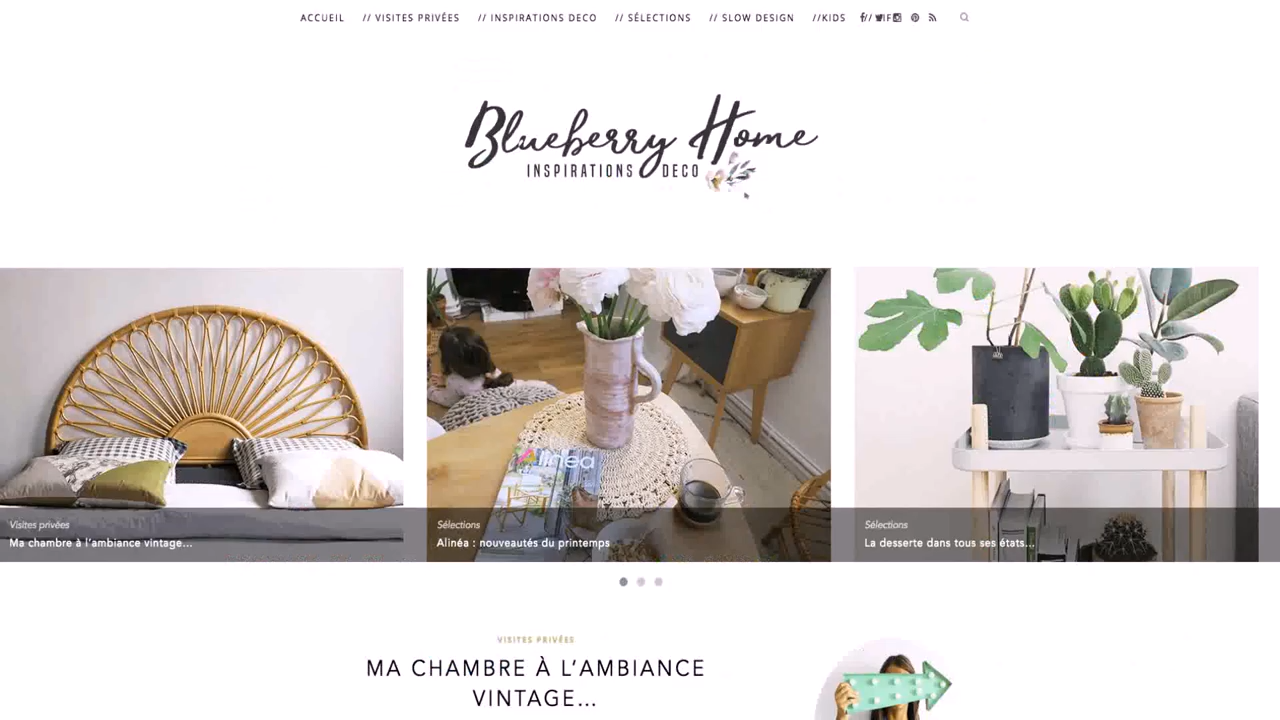 ACCUEIL // VISITES PRIVÉES // INSPIRATIONS DECO // SÉLECTIONS // SLOW DESIGN //KIDS
Blueberry Home
INSPIRATIONS DECO
Visites privées
Ma chambre à l'ambiance vintage...
alinéa
Sélections
Alinéa : nouveautés du printemps
Sélections
La desserte dans tous ses états...
VISITES PRIVÉES
MA CHAMBRE À L'AMBIANCE
VINTAGE...